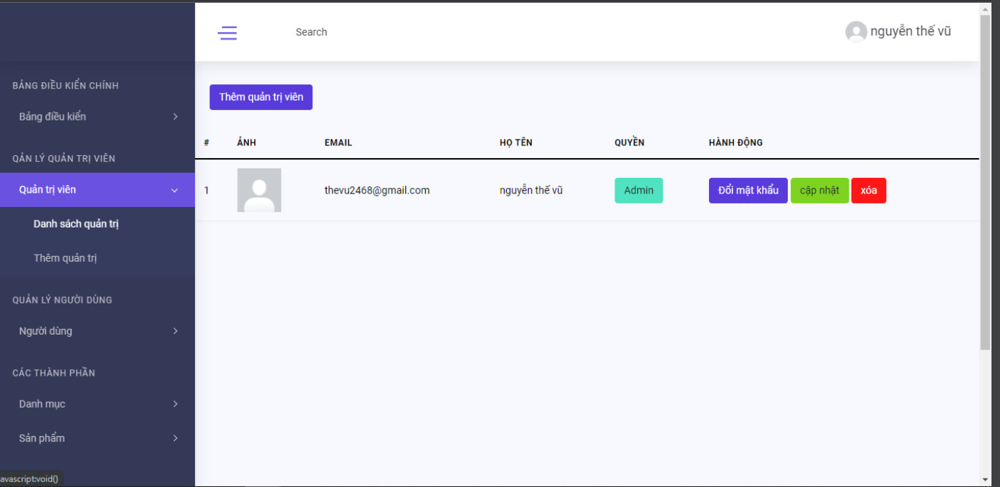 Search
nguyễn thế vũ
BẢNG ĐIỀU KIỂN CHÍNH
Bảng điều kiển
QẢN LÝ QUẢN TRỊ VIÊN
Quản trị viên
Danh sách quản trị
Thêm quản trị
QUẢN LÝ NGƯỜI DÙNG
Người dùng
CÁC THÀNH PHẦN
Danh mục
Sản phẩm
Thêm quản trị viên
# ẢNH EMAIL HỌ TÊN QUYỀN HÀNH ĐỘNG
1 thevu2468@gmail.com nguyễn thế vũ Admin Đổi mật khẩu cập nhật xóa
avascript:void()